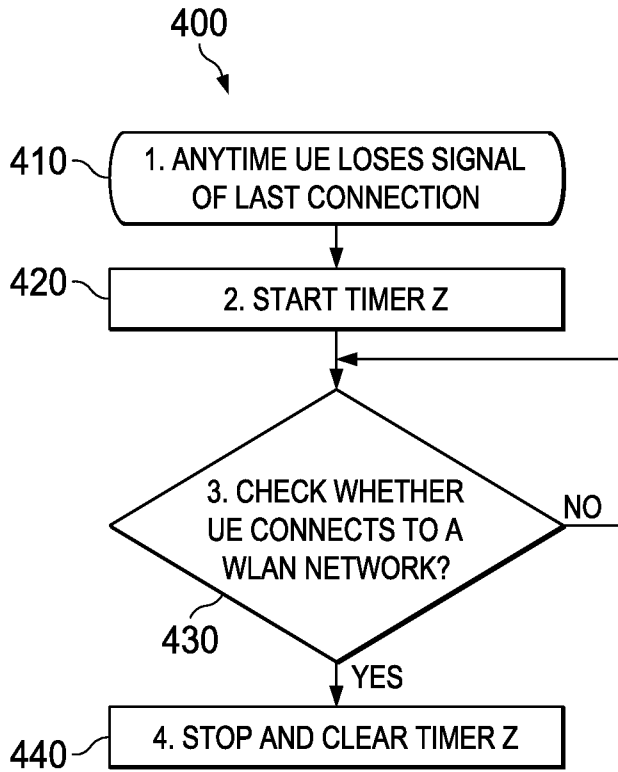 400
410
1. ANYTIME UE LOSES SIGNAL
OF LAST CONNECTION
420
2. START TIMER Z
3. CHECK WHETHER
UE CONNECTS TO A
WLAN NETWORK?
NO
430
YES
440
4. STOP AND CLEAR TIMER Z